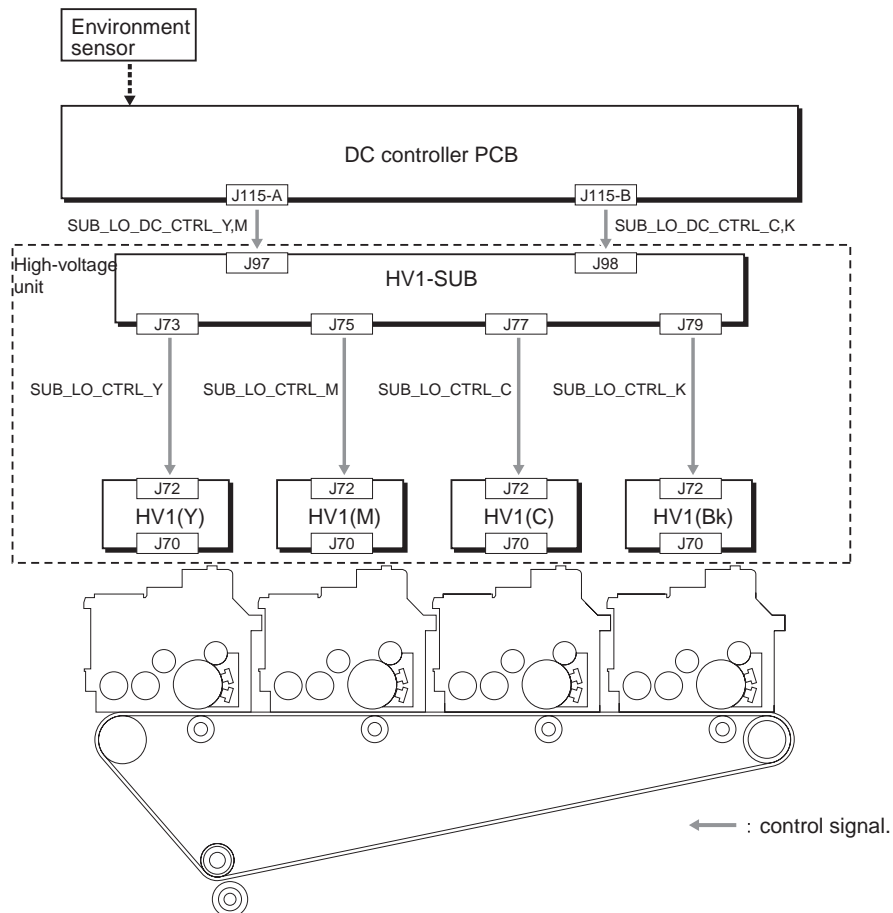 Environment
sensor
DC controller PCB
J115-A
J115-B
SUB_LO_DC_CTRL_Y,M
SUB_LO_DC_CTRL_C,K
High-voltage
unit
J97
J98
HV1-SUB
J73
J75
J77
J79
SUB_LO_CTRL_Y
SUB_LO_CTRL_M
SUB_LO_CTRL_C
SUB_LO_CTRL_K
J72
J72
J72
J72
HV1(Y)
HV1(M)
HV1(C)
HV1(Bk)
J70
J70
J70
J70
: control signal.